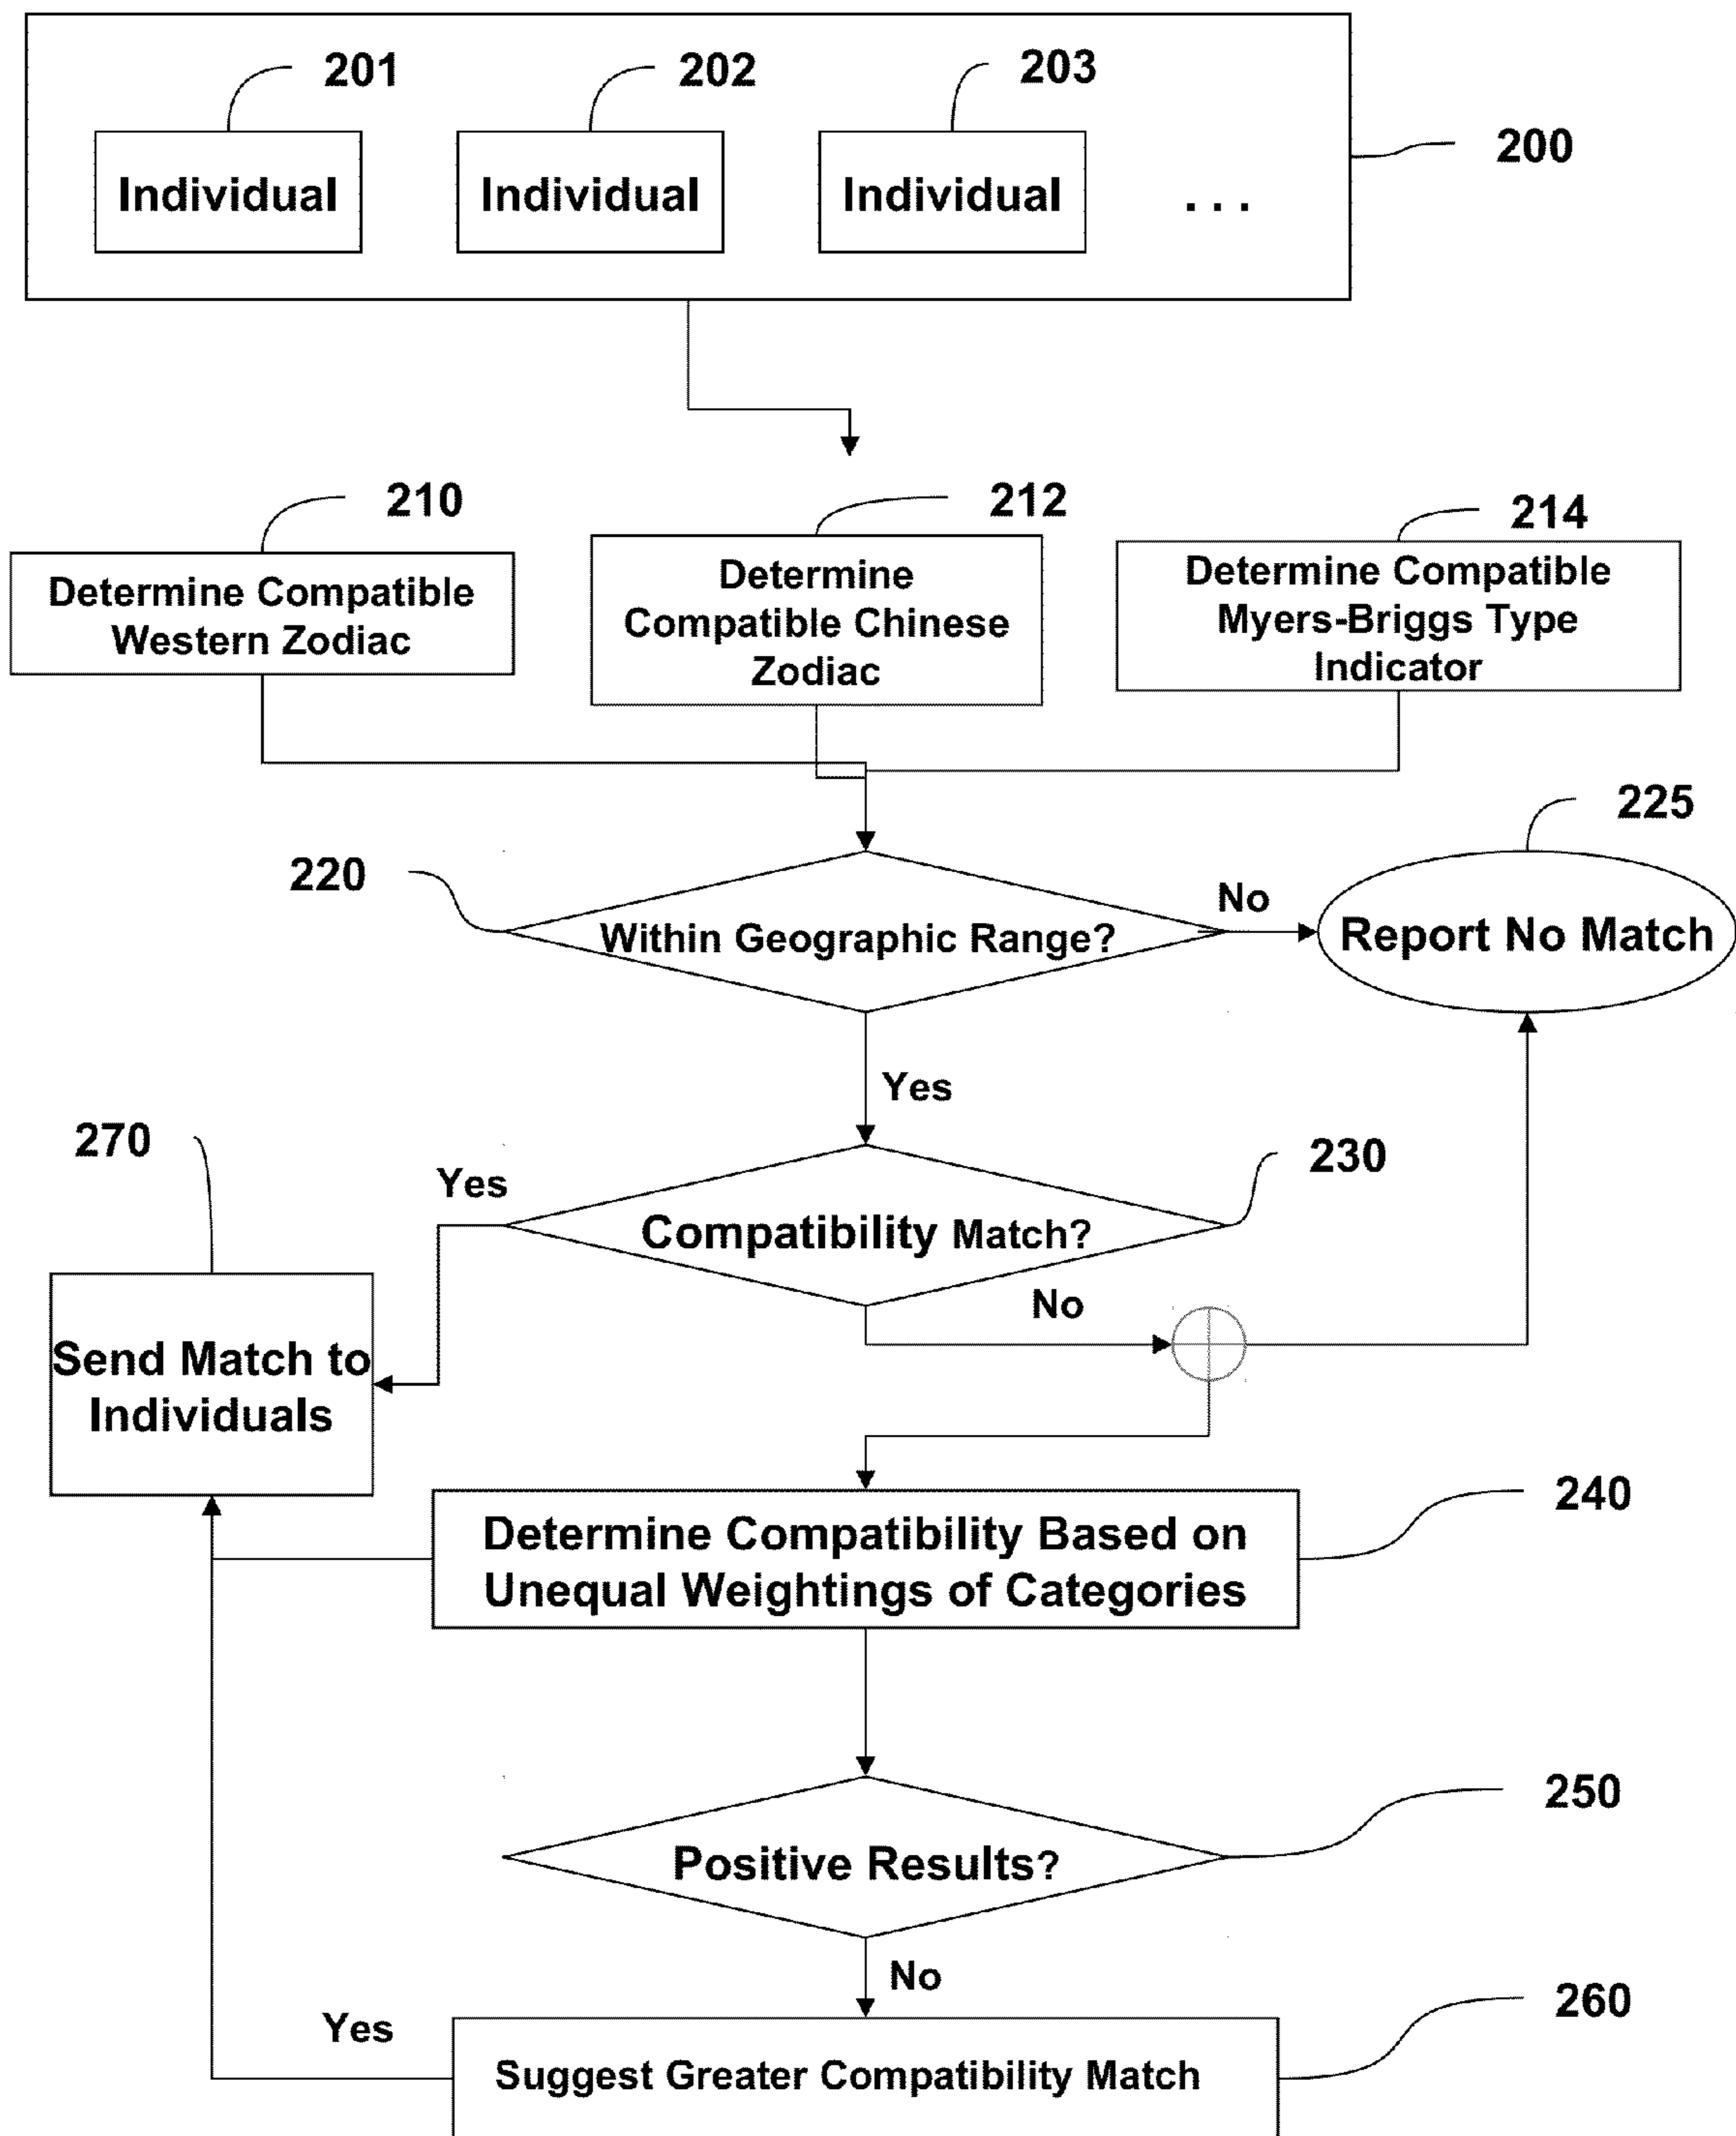 201
202
203
200
Individual
Individual
Individual
. . .
210
212
214
Determine Compatible
Western Zodiac
Determine
Compatible Chinese
Zodiac
Determine Compatible
Myers-Briggs Type
Indicator
225
220
No
Within Geographic Range?
Report No Match
Yes
270
230
Yes
Compatibility Match?
No
Send Match to
Individuals
240
Determine Compatibility Based on
Unequal Weightings of Categories
250
Positive Results?
No
260
Yes
Suggest Greater Compatibility Match